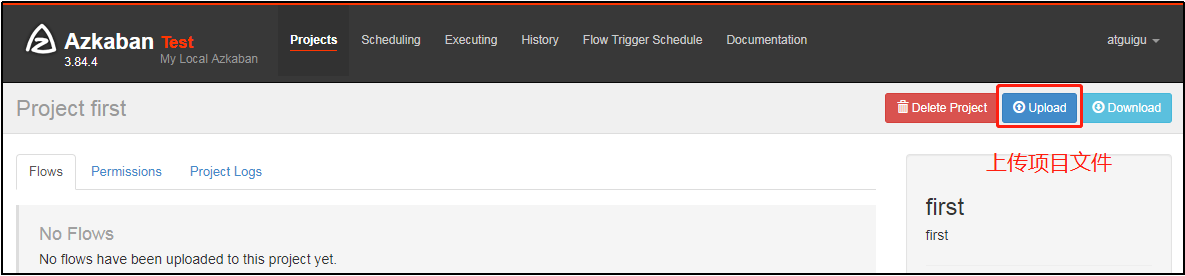 Azkaban Test
3.84.4 My Local Azkaban
Projects Scheduling Executing History Flow Trigger Schedule Documentation atguigu
Project first
Delete Project Upload Download
上传项目文件
Flows Permissions Project Logs
No Flows
No flows have been uploaded to this project yet.
first
first